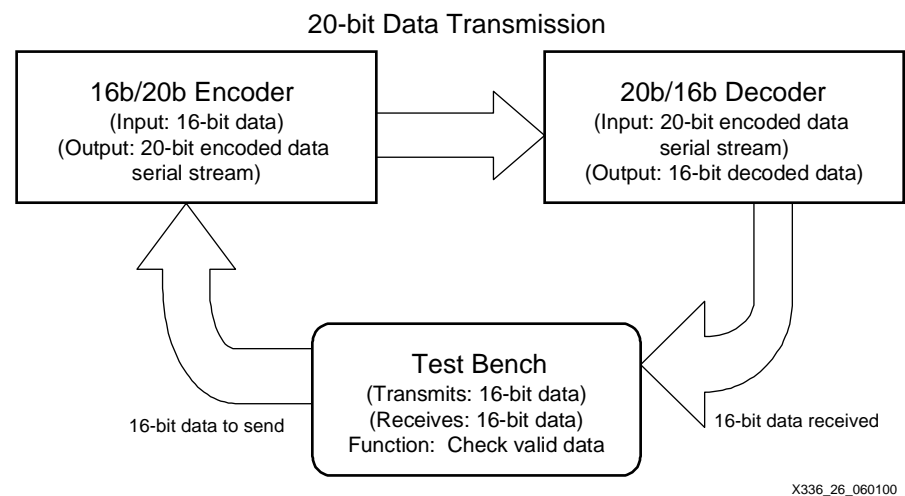 20-bit Data Transmission
16b/20b Encoder
(Input: 16-bit data)
(Output: 20-bit encoded data
serial stream)
20b/16b Decoder
(Input: 20-bit encoded data
serial stream)
(Output: 16-bit decoded data)
Test Bench
(Transmits: 16-bit data)
(Receives: 16-bit data)
Function: Check valid data
16-bit data to send
16-bit data received
X336_26_060100